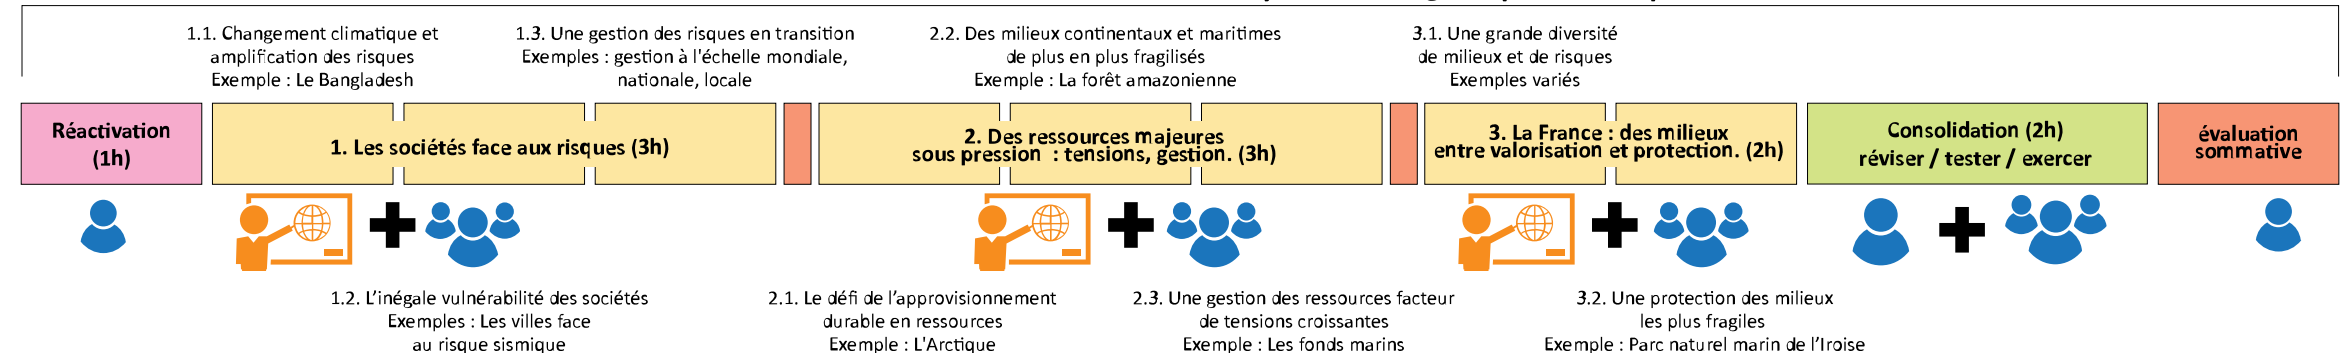 1.1. Changement climatique et
amplification des risques
Exemple : Le Bangladesh
1.3. Une gestion des risques en transition
Exemples : gestion à l'échelle mondiale,
nationale, locale
2.2. Des milieux continentaux et maritimes
de plus en plus fragilisés
Exemple : La forêt amazonienne
3.1. Une grande diversité
de milieux et de risques
Exemples variés
Réactivation
(1h)
1. Les sociétés face aux risques (3h)
2. Des ressources majeures
sous pression : tensions, gestion. (3h)
3. La France : des milieux
entre valorisation et protection. (2h)
Consolidation (2h)
réviser / tester / exercer
évaluation
sommative
1.2. L’inégale vulnérabilité des sociétés
Exemples : Les villes face
au risque sismique
2.1. Le défi de l’approvisionnement
durable en ressources
Exemple : L'Arctique
2.3. Une gestion des ressources facteur
de tensions croissantes
Exemple : Les fonds marins
3.2. Une protection des milieux
les plus fragiles
Exemple : Parc naturel marin de l’Iroise